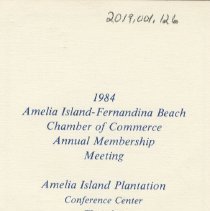 2019.001.126
1984
Amelia Island-Fernandina Beach
Chamber of Commerce
Annual Membership
Meeting
Amelia Island Plantation
Conference Center